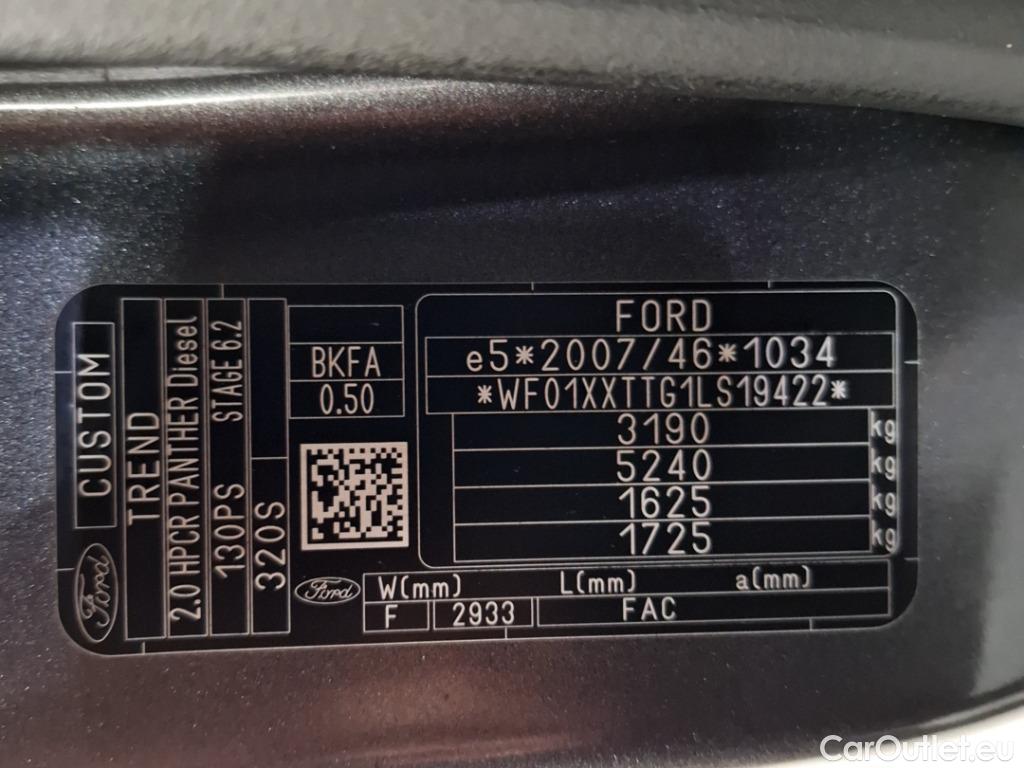 CUSTOM
TREND
2.0 HPCR PANTHER Diesel
130PS STAGE 6.2
320S
Ford
BKFA
0.50
FORD
e5*2007/46*1034
*WF01XXTTG1LS19422*
3190 kg
5240 kg
1625 kg
1725 kg
Ford
W(mm) L(mm) a(mm)
F 2933 FAC
CarOutlet.eu